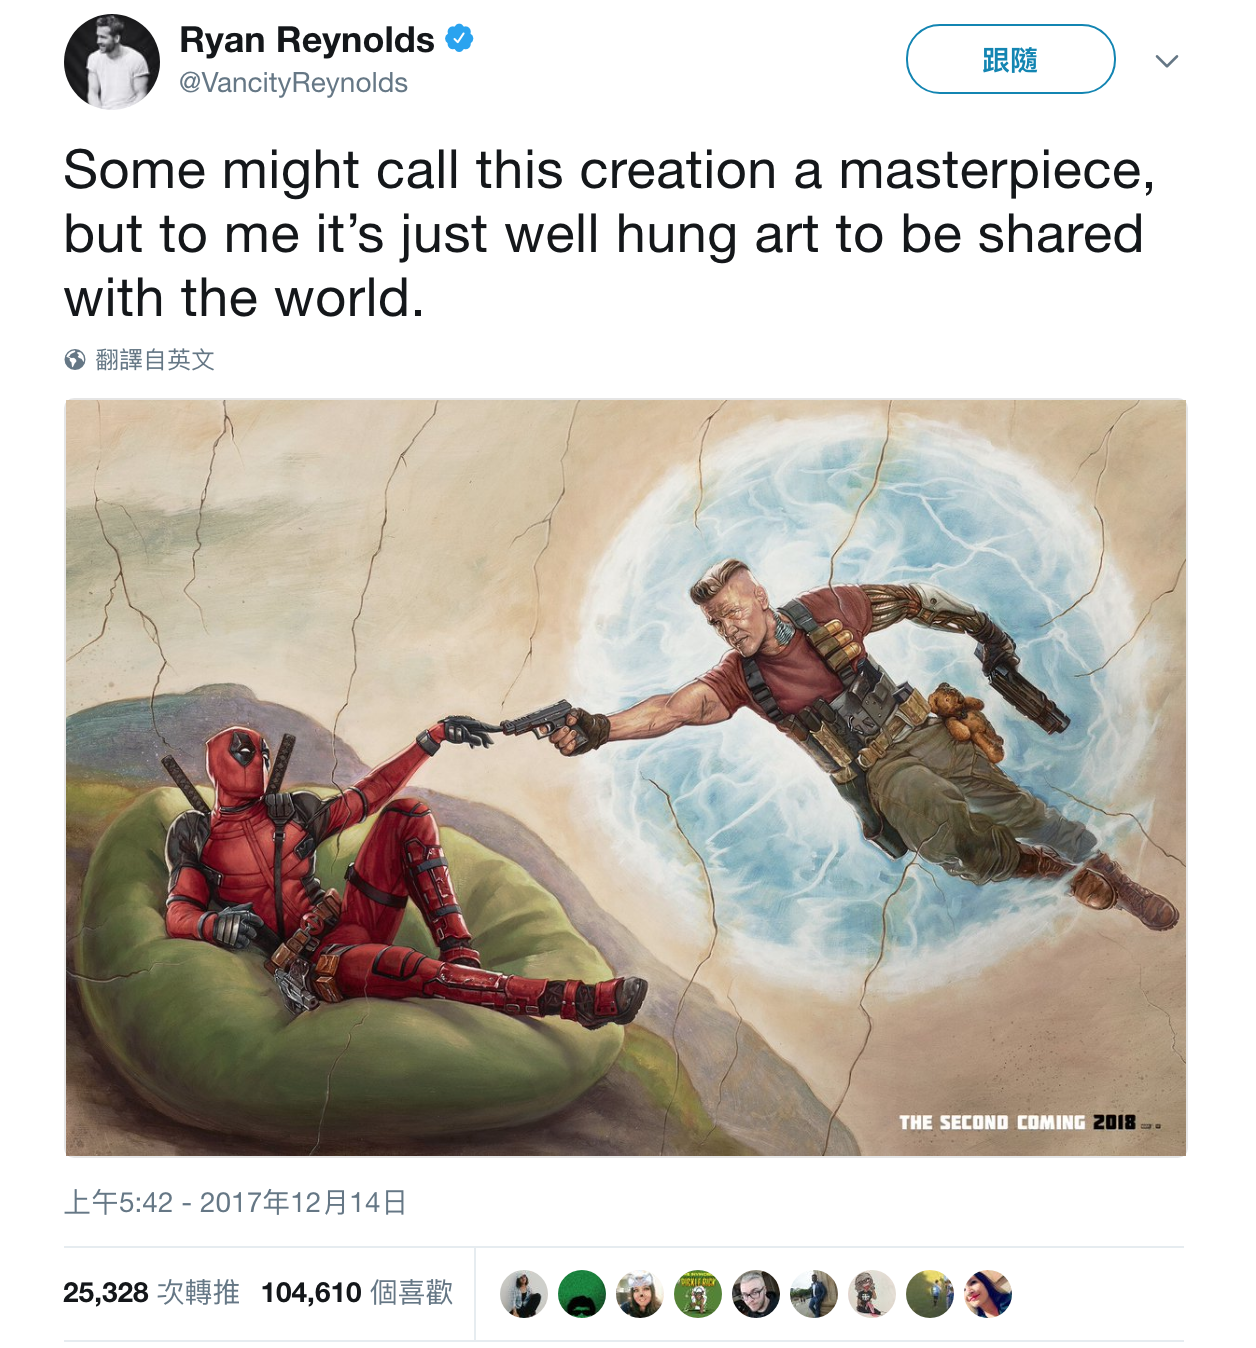 Ryan Reynolds
@VancityReynolds
跟隨
Some might call this creation a masterpiece,
but to me it’s just well hung art to be shared
with the world.
翻譯自英文
THE SECOND COMING 2018
上午5:42 - 2017年12月14日
25,328 次轉推 104,610 個喜歡
PICKLE RICK